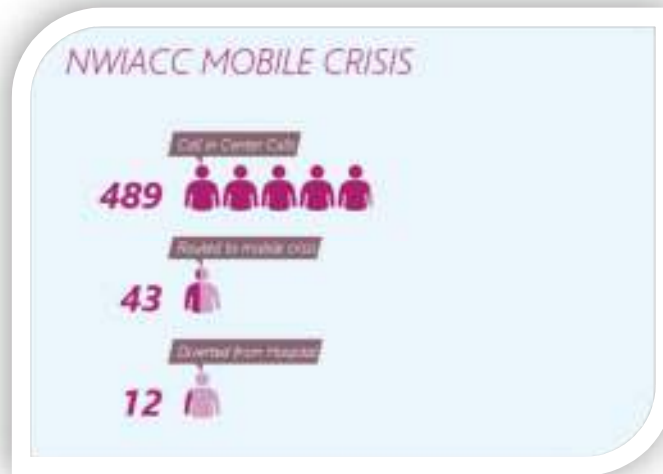 NWIACC MOBILE CRISIS
Call in Center Calls
489
Routed to mobile crisis
43
Diverted from Hospital
12